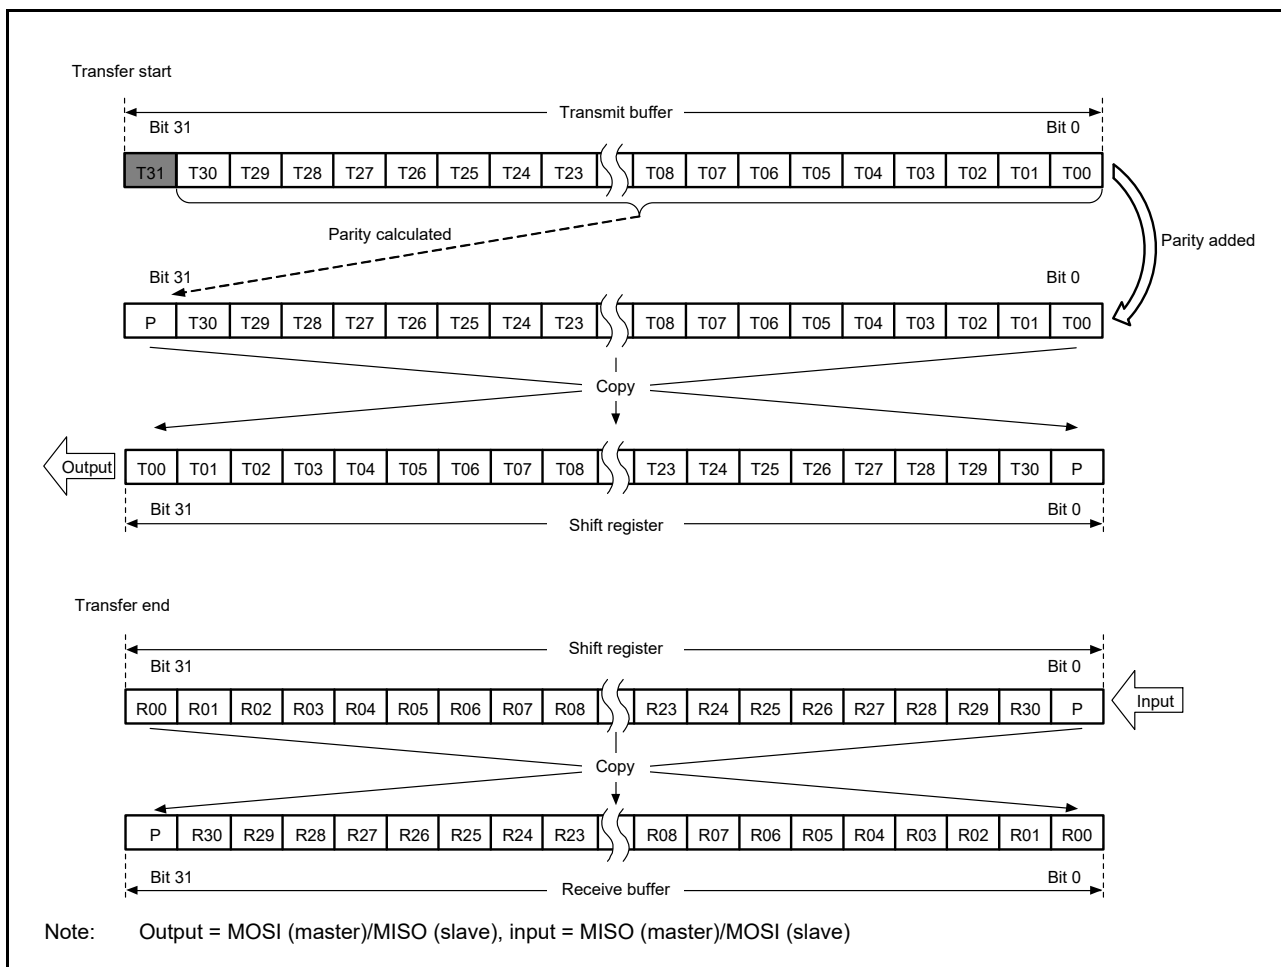 Transfer start
Transmit buffer
Bit 31 Bit 0
T31 T30 T29 T28 T27 T26 T25 T24 T23 T08 T07 T06 T05 T04 T03 T02 T01 T00
Parity calculated
Parity added
Bit 31 Bit 0
P T30 T29 T28 T27 T26 T25 T24 T23 T08 T07 T06 T05 T04 T03 T02 T01 T00
Copy
Output T00 T01 T02 T03 T04 T05 T06 T07 T08 T23 T24 T25 T26 T27 T28 T29 T30 P
Bit 31 Bit 0
Shift register
Transfer end
Shift register
Bit 31 Bit 0
R00 R01 R02 R03 R04 R05 R06 R07 R08 R23 R24 R25 R26 R27 R28 R29 R30 P Input
Copy
P R30 R29 R28 R27 R26 R25 R24 R23 R08 R07 R06 R05 R04 R03 R02 R01 R00
Bit 31 Bit 0
Receive buffer
Note: Output = MOSI (master)/MISO (slave), input = MISO (master)/MOSI (slave)